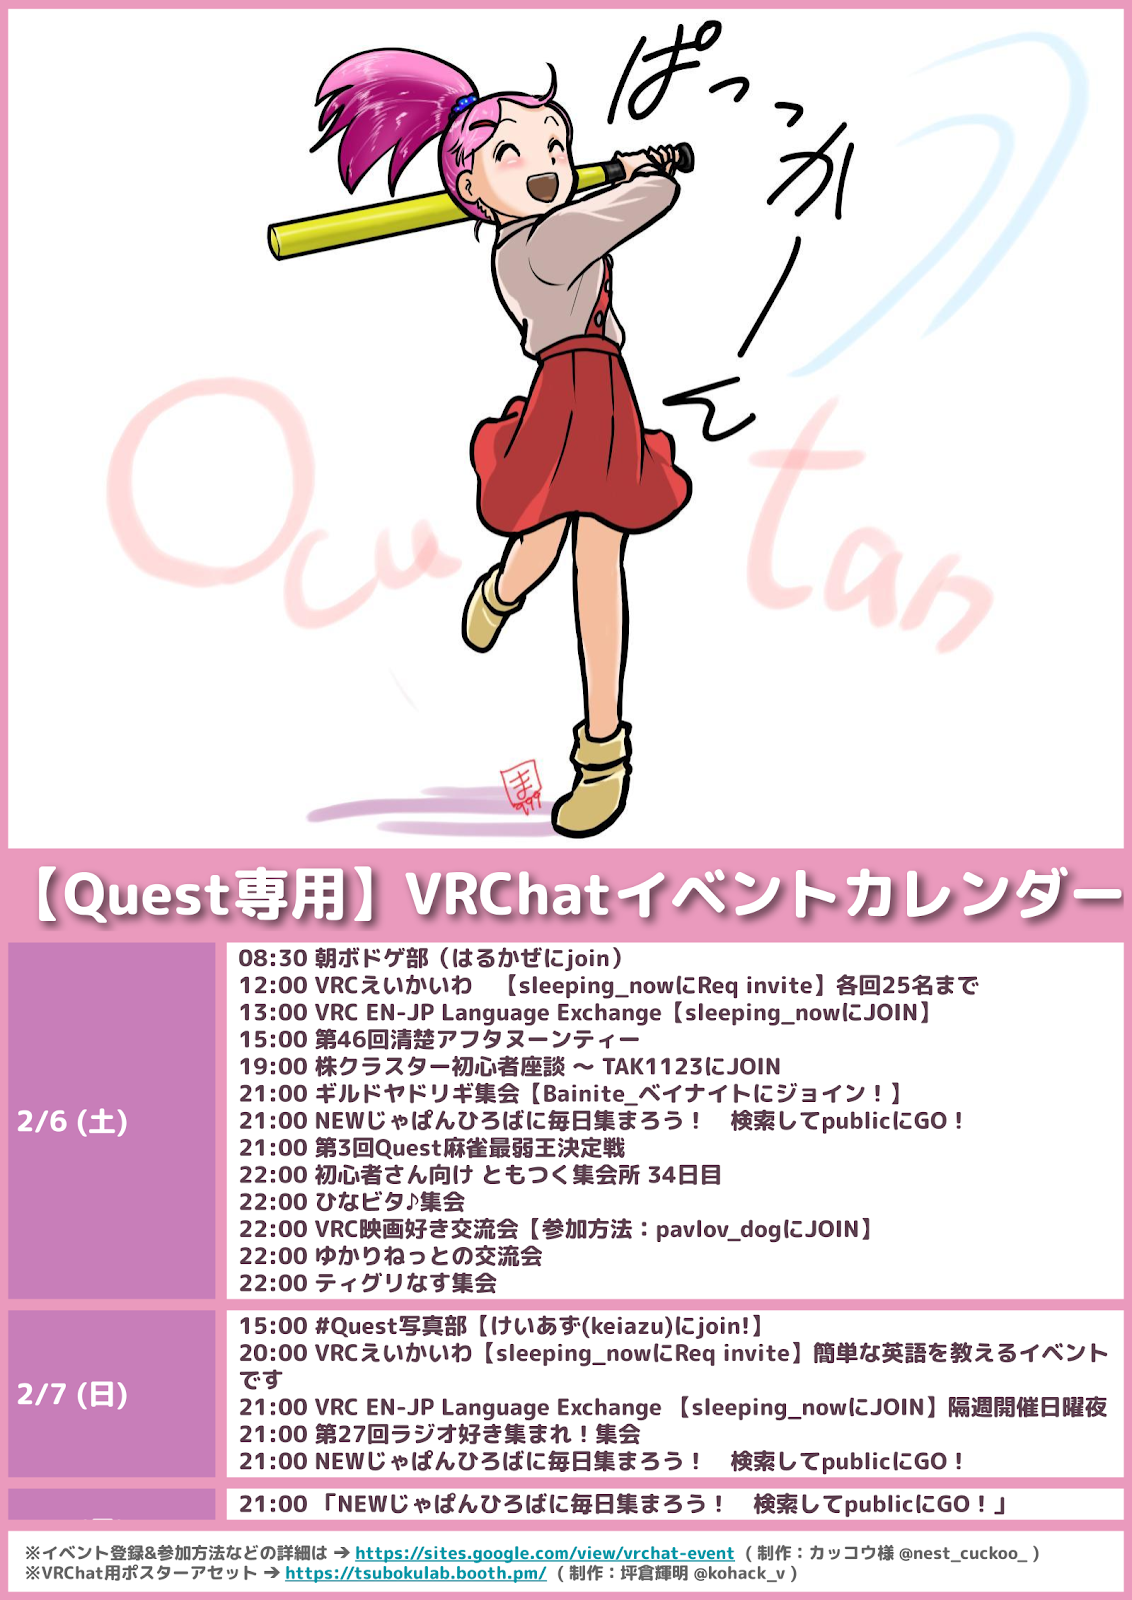 ぱっっかーん
Ocu tan
ま
999
【Quest専用】VRChatイベントカレンダー
2/6 (土)
08:30 朝ボドゲ部（はるかぜにjoin）
12:00 VRCえいかいわ　【sleeping_nowにReq invite】各回25名まで
13:00 VRC EN-JP Language Exchange【sleeping_nowにJOIN】
15:00 第46回清楚アフタヌーンティー
19:00 株クラスター初心者座談 ～ TAK1123にJOIN
21:00 ギルドヤドリギ集会【Bainite_ベイナイトにジョイン！】
21:00 NEWじゃぱんひろばに毎日集まろう！　検索してpublicにGO！
21:00 第3回Quest麻雀最弱王決定戦
22:00 初心者さん向け ともつく集会所 34日目
22:00 ひなビタ♪集会
22:00 VRC映画好き交流会【参加方法：pavlov_dogにJOIN】
22:00 ゆかりねっとの交流会
22:00 ティグリなす集会
2/7 (日)
15:00 #Quest写真部【けいあず(keiazu)にjoin!】
20:00 VRCえいかいわ【sleeping_nowにReq invite】簡単な英語を教えるイベント
です
21:00 VRC EN-JP Language Exchange 【sleeping_nowにJOIN】隔週開催日曜夜
21:00 第27回ラジオ好き集まれ！集会
21:00 NEWじゃぱんひろばに毎日集まろう！　検索してpublicにGO！
21:00 「NEWじゃぱんひろばに毎日集まろう！　検索してpublicにGO！」
※イベント登録&参加方法などの詳細は ➔ https://sites.google.com/view/vrchat-event （制作：カッコウ様 @nest_cuckoo_ ）
※VRChat用ポスターアセット ➔ https://tsubokulab.booth.pm/ （制作：坪倉輝明 @kohack_v ）